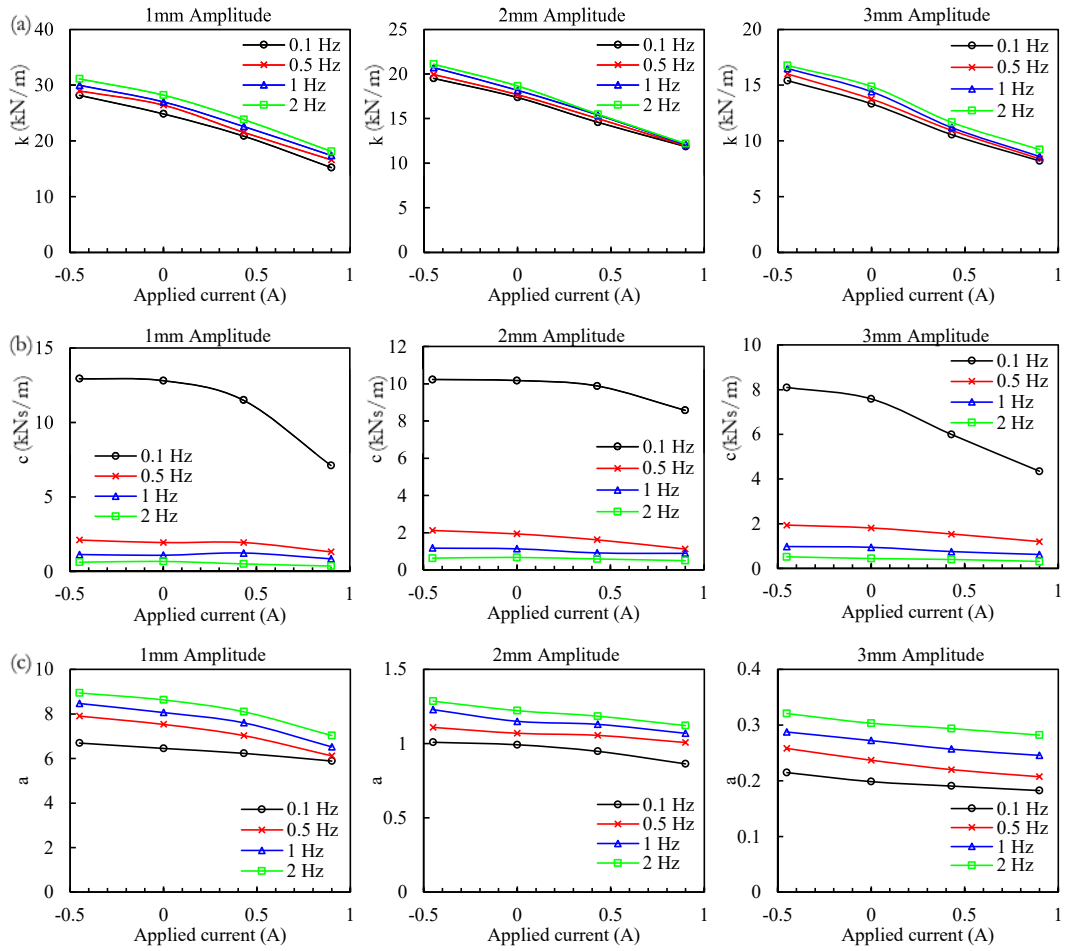 (a)
1mm Amplitude
k (kN/m)
40
30
20
10
0
-0.5 0 0.5 1
Applied current (A)
0.1 Hz
0.5 Hz
1 Hz
2 Hz
2mm Amplitude
k (kN/m)
25
20
15
10
5
0
-0.5 0 0.5 1
Applied current (A)
0.1 Hz
0.5 Hz
1 Hz
2 Hz
3mm Amplitude
k (kN/m)
20
15
10
5
0
-0.5 0 0.5 1
Applied current (A)
0.1 Hz
0.5 Hz
1 Hz
2 Hz
(b)
1mm Amplitude
c (kNs/m)
15
10
5
0
-0.5 0 0.5 1
Applied current (A)
0.1 Hz
0.5 Hz
1 Hz
2 Hz
2mm Amplitude
c (kNs/m)
12
10
8
6
4
2
0
-0.5 0 0.5 1
Applied current (A)
0.1 Hz
0.5 Hz
1 Hz
2 Hz
3mm Amplitude
c (kNs/m)
10
8
6
4
2
0
-0.5 0 0.5 1
Applied current (A)
0.1 Hz
0.5 Hz
1 Hz
2 Hz
(c)
1mm Amplitude
a
10
8
6
4
2
0
-0.5 0 0.5 1
Applied current (A)
0.1 Hz
0.5 Hz
1 Hz
2 Hz
2mm Amplitude
a
1.5
1
0.5
0
-0.5 0 0.5 1
Applied current (A)
0.1 Hz
0.5 Hz
1 Hz
2 Hz
3mm Amplitude
a
0.4
0.3
0.2
0.1
0
-0.5 0 0.5 1
Applied current (A)
0.1 Hz
0.5 Hz
1 Hz
2 Hz